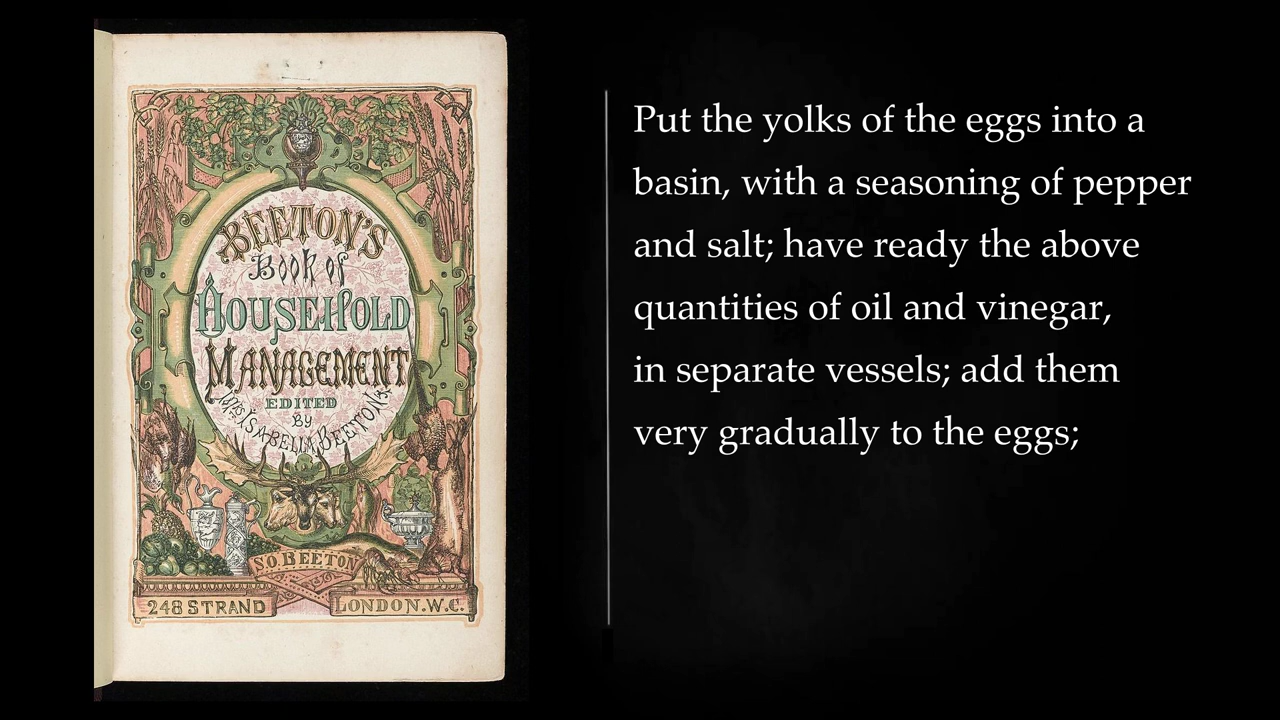 BEETON'S
Book of
HOUSEHOLD
MANAGEMENT
EDITED
BY
MRS ISABELLA BEETON
S.O. BEETON
248 STRAND
LONDON.W.C.
Put the yolks of the eggs into a
basin, with a seasoning of pepper
and salt; have ready the above
quantities of oil and vinegar,
in separate vessels; add them
very gradually to the eggs;